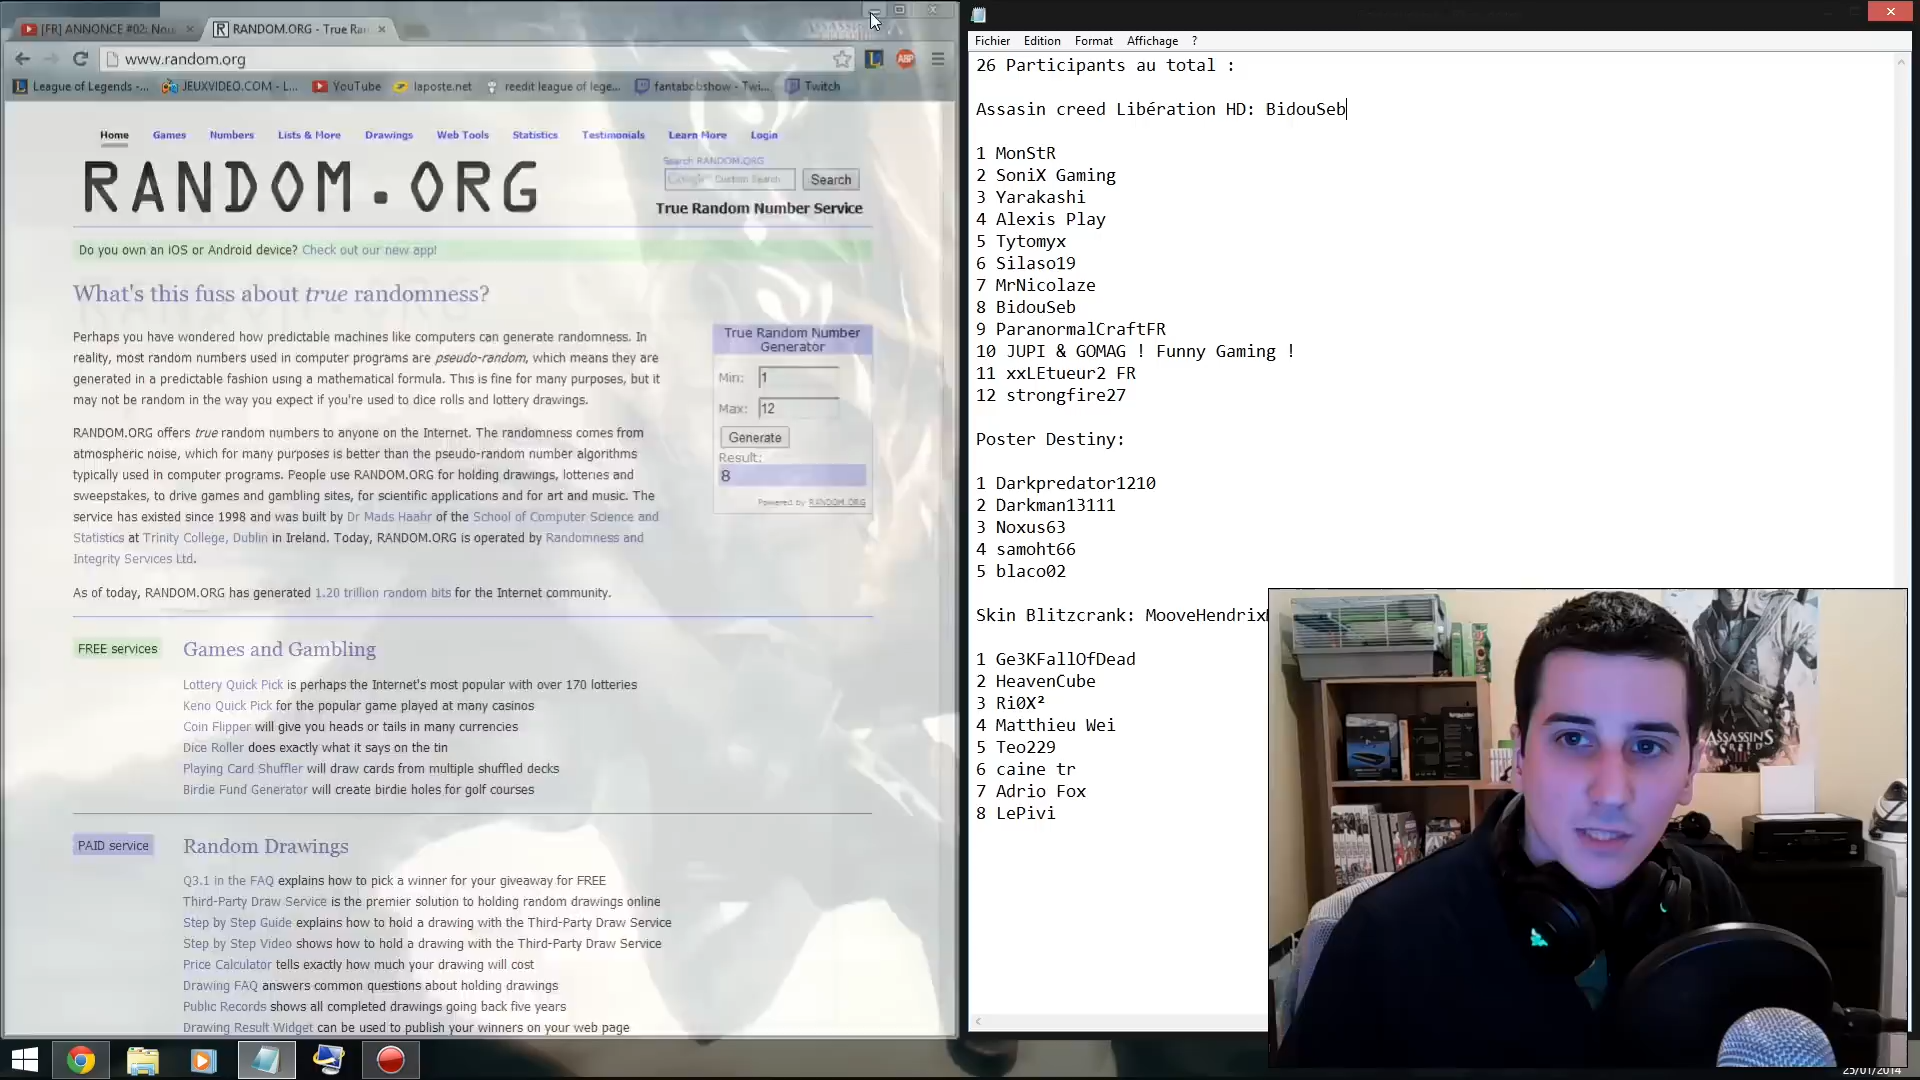 [FR] ANNONCE #02: Nou
RANDOM.ORG - True Ra
www.random.org
ABP
League of Legends -...
JEUXVIDEO.COM - L...
YouTube
laposte.net
reedit league of lege...
fantabobshow - Twi...
Twitch
Home
Games
Numbers
Lists & More
Drawings
Web Tools
Statistics
Testimonials
Learn More
Login
RANDOM.ORG
Search RANDOM.ORG
Google Custom Search
Search
True Random Number Service
Do you own an iOS or Android device? Check out our new app!
What's this fuss about true randomness?
Perhaps you have wondered how predictable machines like computers can generate randomness. In
reality, most random numbers used in computer programs are pseudo-random, which means they are
generated in a predictable fashion using a mathematical formula. This is fine for many purposes, but it
may not be random in the way you expect if you're used to dice rolls and lottery drawings.
RANDOM.ORG offers true random numbers to anyone on the Internet. The randomness comes from
atmospheric noise, which for many purposes is better than the pseudo-random number algorithms
typically used in computer programs. People use RANDOM.ORG for holding drawings, lotteries and
sweepstakes, to drive games and gambling sites, for scientific applications and for art and music. The
service has existed since 1998 and was built by Dr Mads Haahr of the School of Computer Science and
Statistics at Trinity College, Dublin in Ireland. Today, RANDOM.ORG is operated by Randomness and
Integrity Services Ltd.
As of today, RANDOM.ORG has generated 1.20 trillion random bits for the Internet community.
True Random Number
Generator
Min: 1
Max: 12
Generate
Result:
8
Powered by RANDOM.ORG
FREE services
Games and Gambling
Lottery Quick Pick is perhaps the Internet's most popular with over 170 lotteries
Keno Quick Pick for the popular game played at many casinos
Coin Flipper will give you heads or tails in many currencies
Dice Roller does exactly what it says on the tin
Playing Card Shuffler will draw cards from multiple shuffled decks
Birdie Fund Generator will create birdie holes for golf courses
PAID service
Random Drawings
Q3.1 in the FAQ explains how to pick a winner for your giveaway for FREE
Third-Party Draw Service is the premier solution to holding random drawings online
Step by Step Guide explains how to hold a drawing with the Third-Party Draw Service
Step by Step Video shows how to hold a drawing with the Third-Party Draw Service
Price Calculator tells exactly how much your drawing will cost
Drawing FAQ answers common questions about holding drawings
Public Records shows all completed drawings going back five years
Drawing Result Widget can be used to publish your winners on your web page
Fichier
Edition
Format
Affichage
?
26 Participants au total :
Assasin creed Libération HD: BidouSeb
1 MonStR
2 SoniX Gaming
3 Yarakashi
4 Alexis Play
5 Tytomyx
6 Silaso19
7 MrNicolaze
8 BidouSeb
9 ParanormalCraftFR
10 JUPI & GOMAG ! Funny Gaming !
11 xxLEtueur2 FR
12 strongfire27
Poster Destiny:
1 Darkpredator1210
2 Darkman13111
3 Noxus63
4 samoht66
5 blaco02
Skin Blitzcrank: MooveHendrix
1 Ge3KFallOfDead
2 HeavenCube
3 Ri0X²
4 Matthieu Wei
5 Teo229
6 caine tr
7 Adrio Fox
8 LePivi
ASSASSIN'S
CREED
25/01/2014